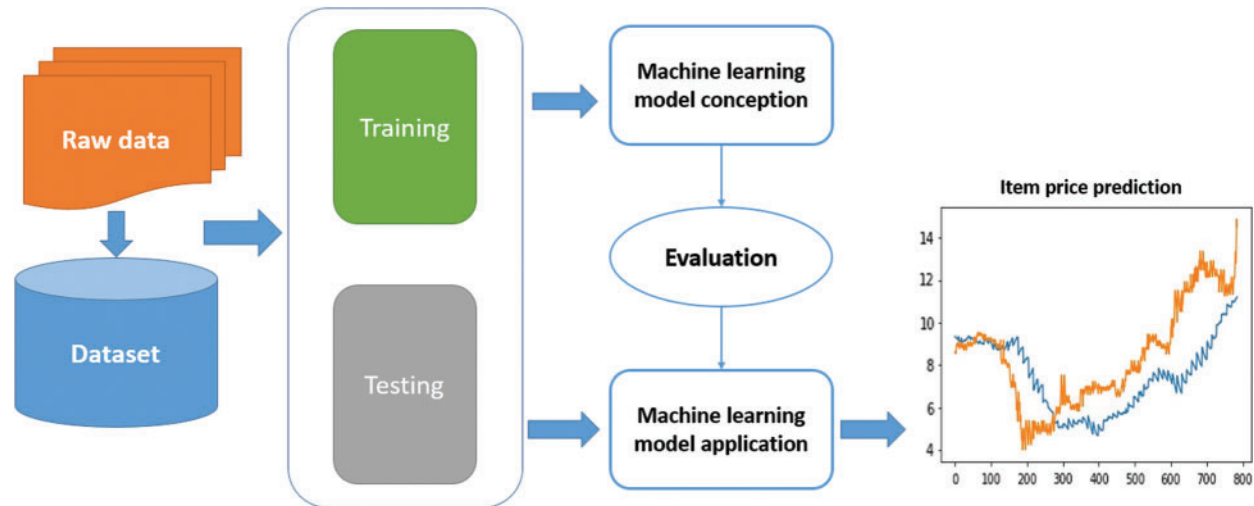 Raw data
Dataset
Training
Testing
Machine learning
model conception
Evaluation
Machine learning
model application
Item price prediction
14
12
10
8
6
4
0 100 200 300 400 500 600 700 800